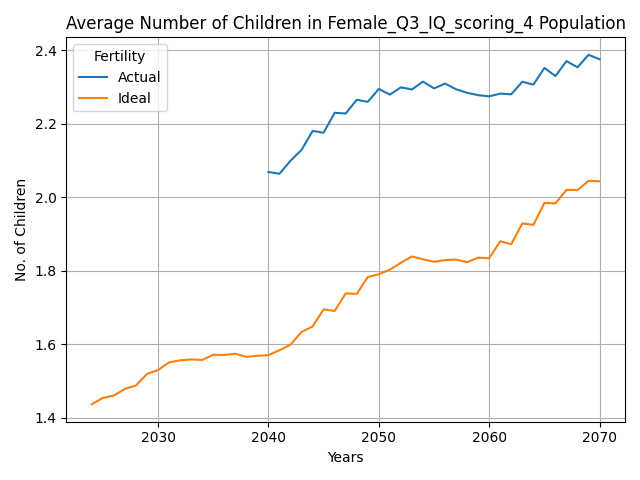 Average Number of Children in Female_Q3_IQ_scoring_4 Population
Fertility
Actual
Ideal
No. of Children
2.4
2.2
2.0
1.8
1.6
1.4
2030 2040 2050 2060 2070
Years